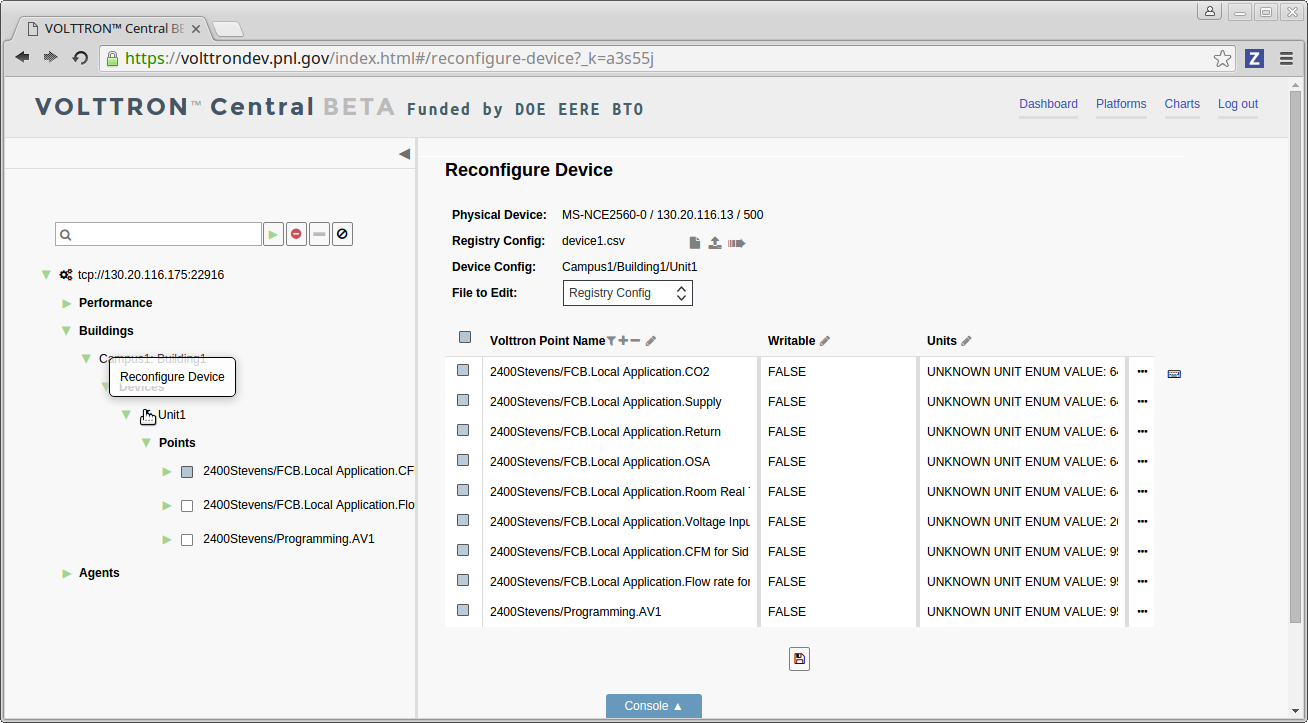 VOLTTRON™ Central BE
https://volttrondev.pnl.gov/index.html#/reconfigure-device?_k=a3s55j
Z
VOLTTRON™ Central BETA Funded by DOE EERE BTO
Dashboard Platforms Charts Log out
tcp://130.20.116.175:22916
Performance
Buildings
Campus1: Building1
Reconfigure Device
Devices
Unit1
Points
2400Stevens/FCB.Local Application.CF
2400Stevens/FCB.Local Application.Flo
2400Stevens/Programming.AV1
Agents
Reconfigure Device
Physical Device: MS-NCE2560-0 / 130.20.116.13 / 500
Registry Config: device1.csv
Device Config: Campus1/Building1/Unit1
File to Edit: Registry Config
Volttron Point Name Writable Units
2400Stevens/FCB.Local Application.CO2 FALSE UNKNOWN UNIT ENUM VALUE: 64
2400Stevens/FCB.Local Application.Supply FALSE UNKNOWN UNIT ENUM VALUE: 64
2400Stevens/FCB.Local Application.Return FALSE UNKNOWN UNIT ENUM VALUE: 64
2400Stevens/FCB.Local Application.OSA FALSE UNKNOWN UNIT ENUM VALUE: 64
2400Stevens/FCB.Local Application.Room Real FALSE UNKNOWN UNIT ENUM VALUE: 64
2400Stevens/FCB.Local Application.Voltage Inpu FALSE UNKNOWN UNIT ENUM VALUE: 26
2400Stevens/FCB.Local Application.CFM for Sid FALSE UNKNOWN UNIT ENUM VALUE: 95
2400Stevens/FCB.Local Application.Flow rate for FALSE UNKNOWN UNIT ENUM VALUE: 95
2400Stevens/Programming.AV1 FALSE UNKNOWN UNIT ENUM VALUE: 95
Console ▲